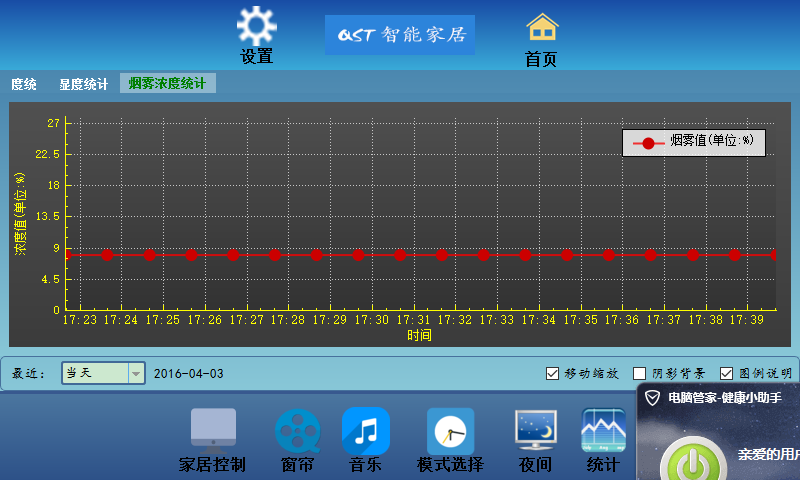 设置
QST 智能家居
首页
度统
显度统计
烟雾浓度统计
烟雾值(单位:%)
浓度值(单位:%)
27
22.5
18
13.5
9
4.5
0
17:23 17:24 17:25 17:26 17:27 17:28 17:29 17:30 17:31 17:32 17:33 17:34 17:35 17:36 17:37 17:38 17:39
时间
最近: 当天 2016-04-03
移动缩放 阴影背景 图例说明
电脑管家-健康小助手
亲爱的用户
家居控制 窗帘 音乐 模式选择 夜间 统计